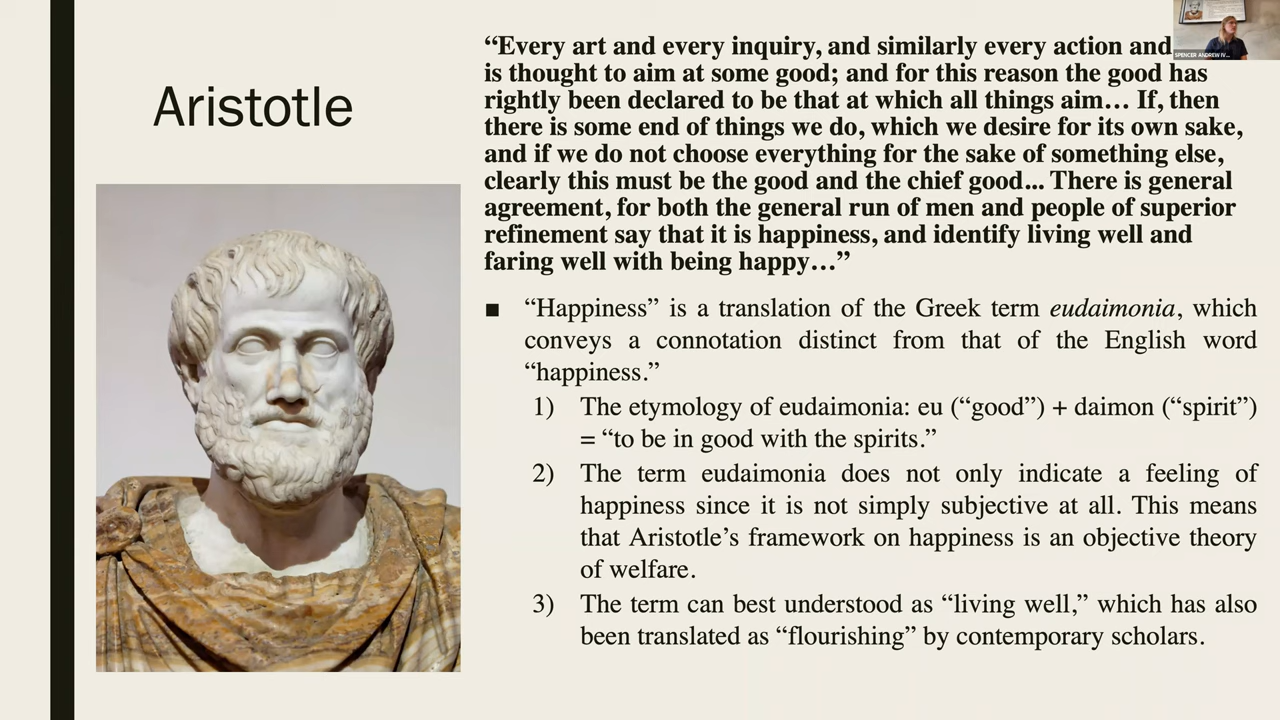 Aristotle
“Every art and every inquiry, and similarly every action and
is thought to aim at some good; and for this reason the good has
rightly been declared to be that at which all things aim… If, then
there is some end of things we do, which we desire for its own sake,
and if we do not choose everything for the sake of something else,
clearly this must be the good and the chief good... There is general
agreement, for both the general run of men and people of superior
refinement say that it is happiness, and identify living well and
faring well with being happy…”
■ “Happiness” is a translation of the Greek term eudaimonia, which
conveys a connotation distinct from that of the English word
“happiness.”
1) The etymology of eudaimonia: eu (“good”) + daimon (“spirit”)
= “to be in good with the spirits.”
2) The term eudaimonia does not only indicate a feeling of
happiness since it is not simply subjective at all. This means
that Aristotle’s framework on happiness is an objective theory
of welfare.
3) The term can best understood as “living well,” which has also
been translated as “flourishing” by contemporary scholars.
SPENCER ANDREW IV...